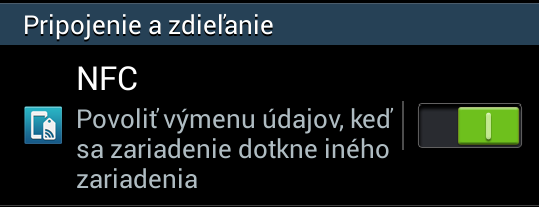 Pripojenie a zdieľanie
NFC
Povoliť výmenu údajov, keď
sa zariadenie dotkne iného
zariadenia